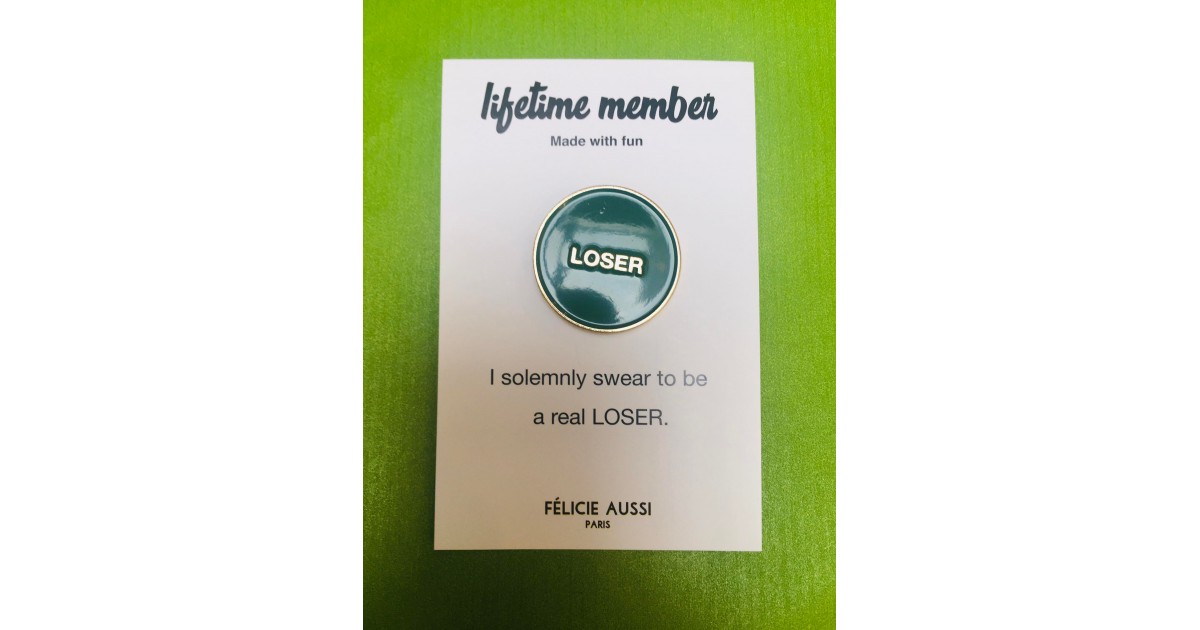 lifetime member
Made with fun
LOSER
I solemnly swear to be
a real LOSER.
FÉLICIE AUSSI
PARIS